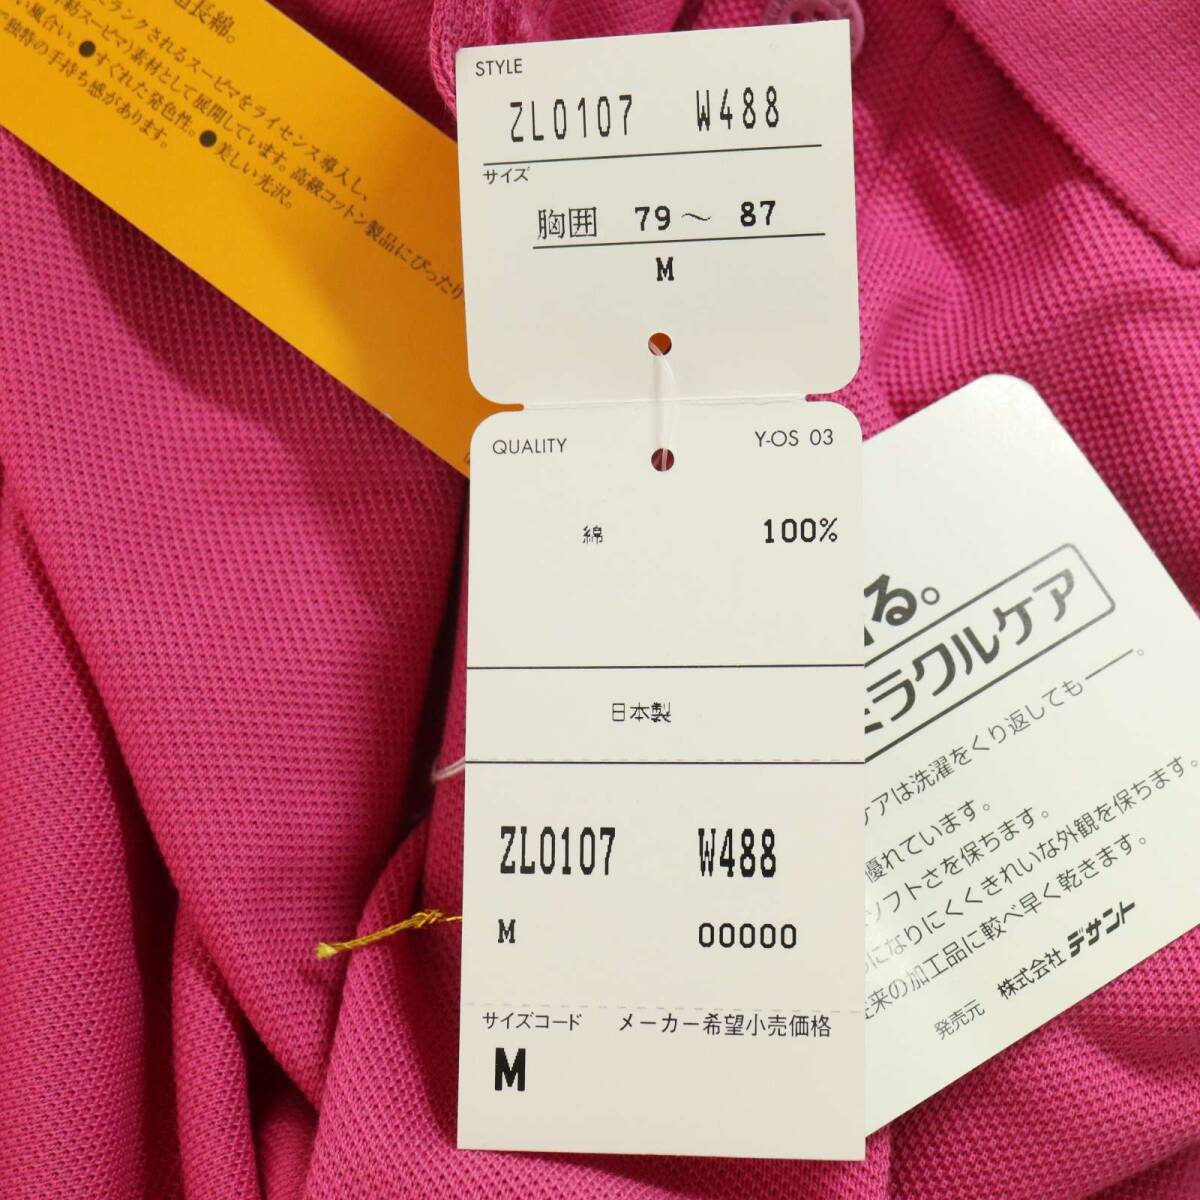 超長綿。
ランクされるスーピマをライセンス導入し、
スーピマ）素材として展開しています。高級コットン製品にぴったり
い風合い。●すぐれた発色性。●美しい光沢。
独特の手持ち感があります。
STYLE
ZL0107 W488
サイズ
胸囲 79～ 87
M
QUALITY Y-OS 03
綿 100%
日本製
ZL0107 W488
M 00000
サイズコード メーカー希望小売価格
M
る。
ミラクルケア
ケアは洗濯をくり返しても――。
優れています。
ソフトさを保ちます。
になりにくくきれいな外観を保ちます。
従来の加工品に較べ早く乾きます。
発売元 株式会社 デサント